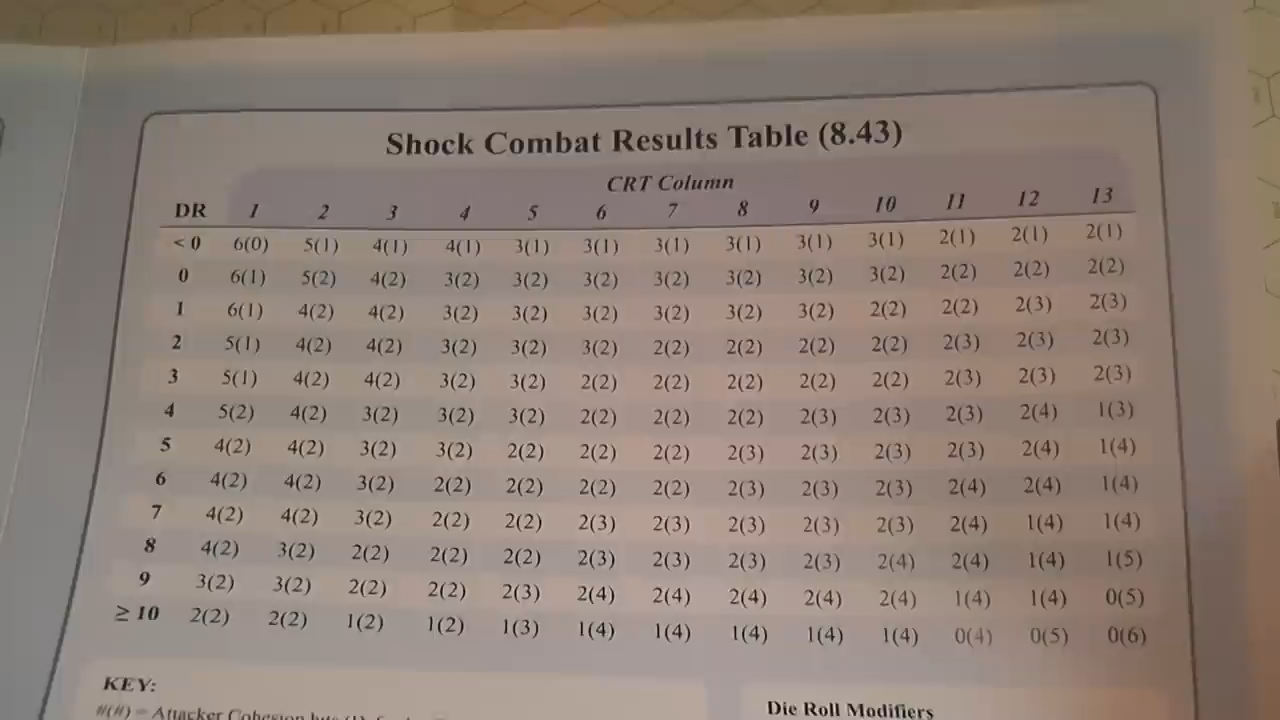 Shock Combat Results Table (8.43)
CRT Column
DR 1 2 3 4 5 6 7 8 9 10 11 12 13
< 0 6(0) 5(1) 4(1) 4(1) 3(1) 3(1) 3(1) 3(1) 3(1) 3(1) 2(1) 2(1) 2(1)
0 6(1) 5(2) 4(2) 3(2) 3(2) 3(2) 3(2) 3(2) 3(2) 3(2) 2(2) 2(2) 2(2)
1 6(1) 4(2) 4(2) 3(2) 3(2) 3(2) 3(2) 3(2) 3(2) 2(2) 2(2) 2(3) 2(3)
2 5(1) 4(2) 4(2) 3(2) 3(2) 3(2) 2(2) 2(2) 2(2) 2(2) 2(3) 2(3) 2(3)
3 5(1) 4(2) 4(2) 3(2) 3(2) 2(2) 2(2) 2(2) 2(2) 2(2) 2(3) 2(3) 2(3)
4 5(2) 4(2) 3(2) 3(2) 3(2) 2(2) 2(2) 2(2) 2(3) 2(3) 2(3) 2(4) 1(3)
5 4(2) 4(2) 3(2) 3(2) 2(2) 2(2) 2(2) 2(3) 2(3) 2(3) 2(3) 2(4) 1(4)
6 4(2) 4(2) 3(2) 2(2) 2(2) 2(2) 2(2) 2(3) 2(3) 2(3) 2(4) 2(4) 1(4)
7 4(2) 4(2) 3(2) 2(2) 2(2) 2(3) 2(3) 2(3) 2(3) 2(3) 2(4) 1(4) 1(4)
8 4(2) 3(2) 2(2) 2(2) 2(2) 2(3) 2(3) 2(3) 2(3) 2(4) 2(4) 1(4) 1(5)
9 3(2) 3(2) 2(2) 2(2) 2(3) 2(4) 2(4) 2(4) 2(4) 2(4) 1(4) 1(4) 0(5)
≥ 10 2(2) 2(2) 1(2) 1(2) 1(3) 1(4) 1(4) 1(4) 1(4) 1(4) 0(4) 0(5) 0(6)
KEY:
#(#) = Attacker Cohesion
Die Roll Modifiers